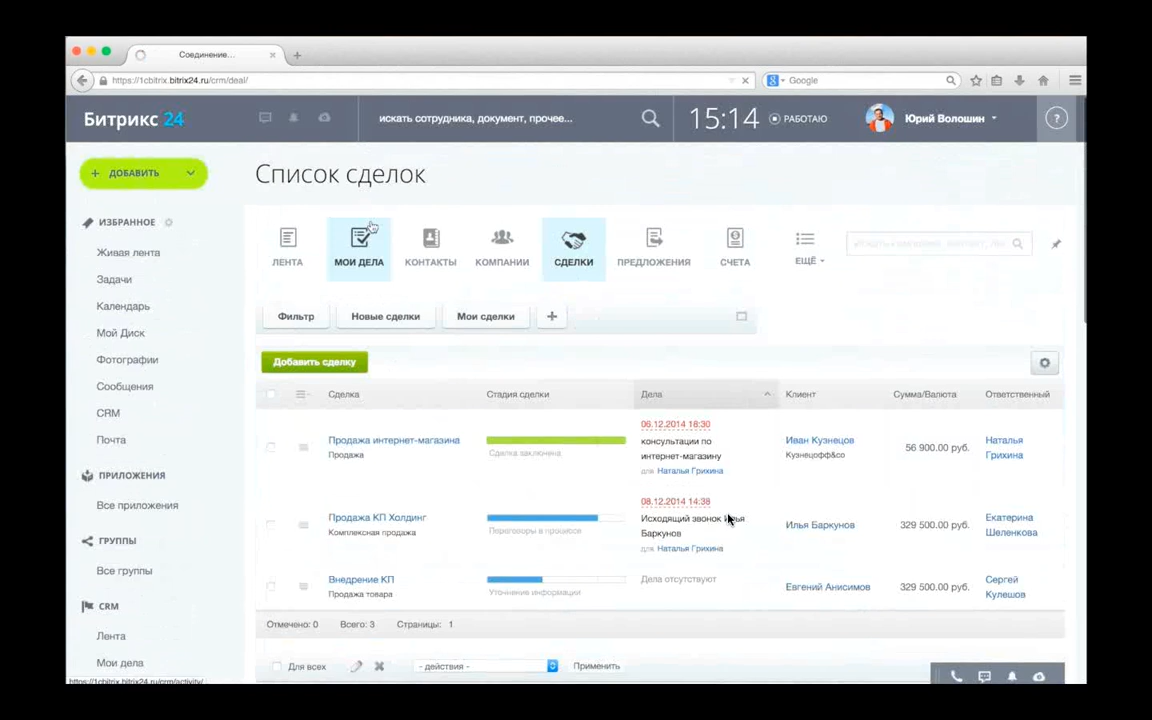 Соединение...
https://1cbitrix.bitrix24.ru/crm/deal/
Google
Битрикс 24
искать сотрудника, документ, прочее...
15:14
РАБОТАЮ
Юрий Волошин
?
+ ДОБАВИТЬ
Список сделок
ИЗБРАННОЕ
Живая лента
Задачи
Календарь
Мой Диск
Фотографии
Сообщения
CRM
Почта
ПРИЛОЖЕНИЯ
Все приложения
ГРУППЫ
Все группы
CRM
Лента
Мои дела
ЛЕНТА
МОИ ДЕЛА
КОНТАКТЫ
КОМПАНИИ
СДЕЛКИ
ПРЕДЛОЖЕНИЯ
СЧЕТА
ЕЩЁ
Фильтр
Новые сделки
Мои сделки
+
Добавить сделку
Сделка
Стадия сделки
Дела
Клиент
Сумма/Валюта
Ответственный
Продажа интернет-магазина
Продажа
Сделка заключена
06.12.2014 18:30
консультации по
интернет-магазину
для Наталья Грихина
Иван Кузнецов
Кузнецофф&co
56 900.00 руб.
Наталья
Грихина
Продажа КП Холдинг
Комплексная продажа
Переговоры в процессе
08.12.2014 14:38
Исходящий звонок Илья
Баркунов
для Наталья Грихина
Илья Баркунов
329 500.00 руб.
Екатерина
Шеленкова
Внедрение КП
Продажа товара
Уточнение информации
Дела отсутствуют
Евгений Анисимов
329 500.00 руб.
Сергей
Кулешов
Отмечено: 0
Всего: 3
Страницы: 1
Для всех
- действия -
Применить
https://1cbitrix.bitrix24.ru/crm/activity/